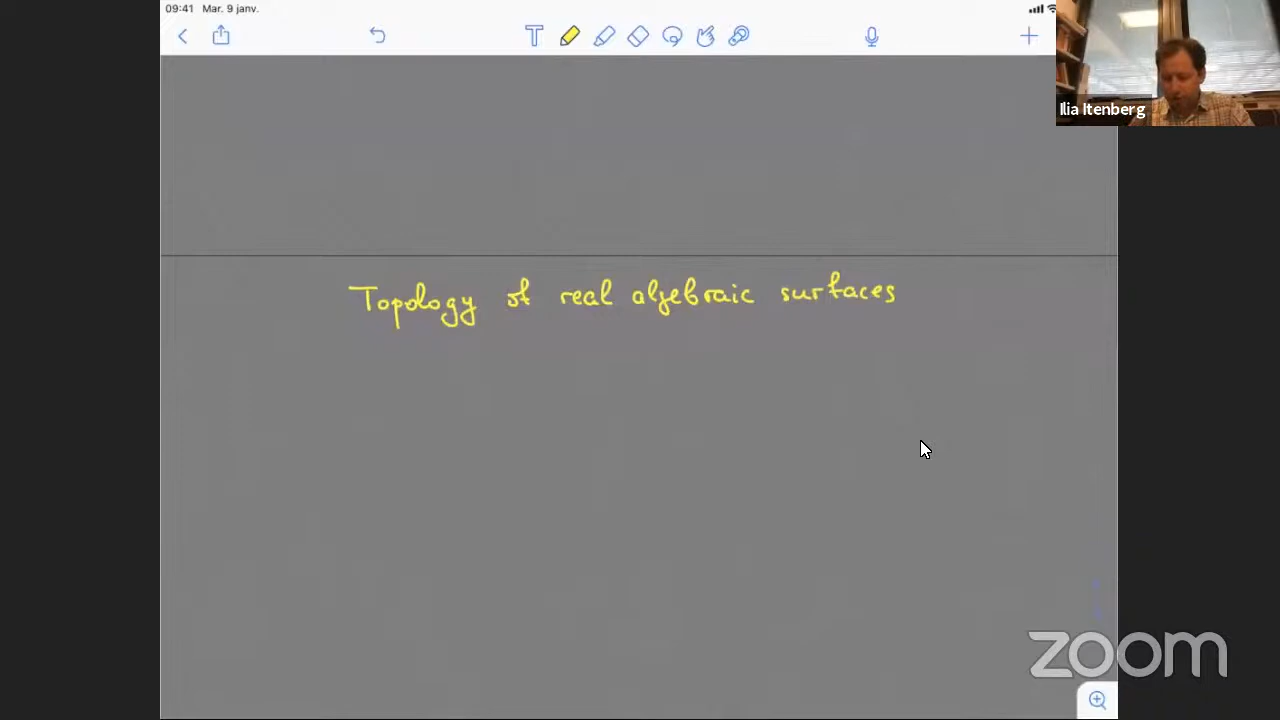 09:41 Mar. 9 janv.
Ilia Itenberg
Topology of real algebraic surfaces
zoom